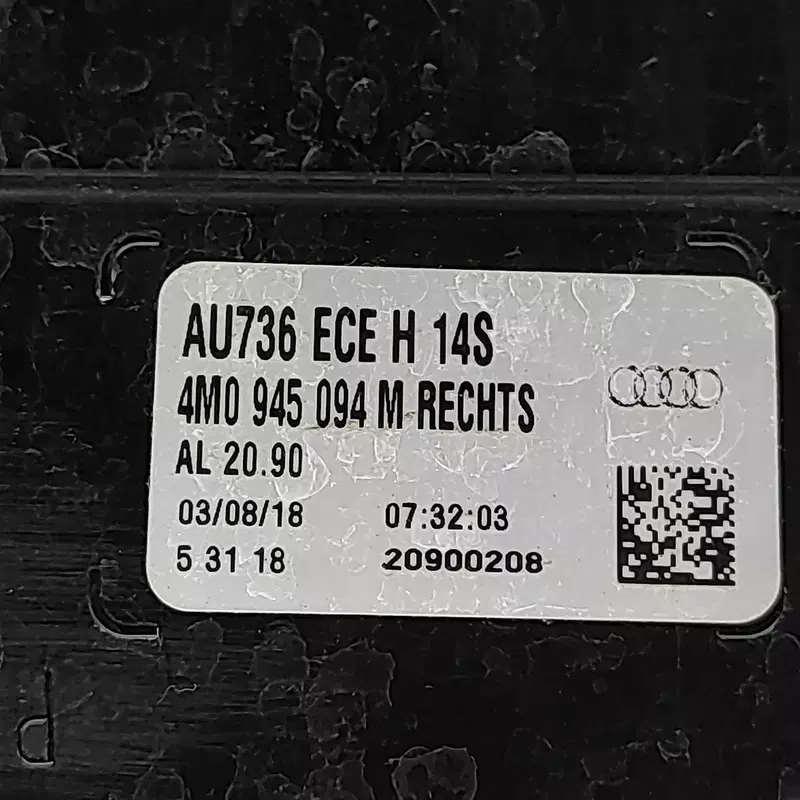 AU736 ECE H 14S
4M0 945 094 M RECHTS
AL 20.90
03/08/18 07:32:03
5 31 18 20900208
d